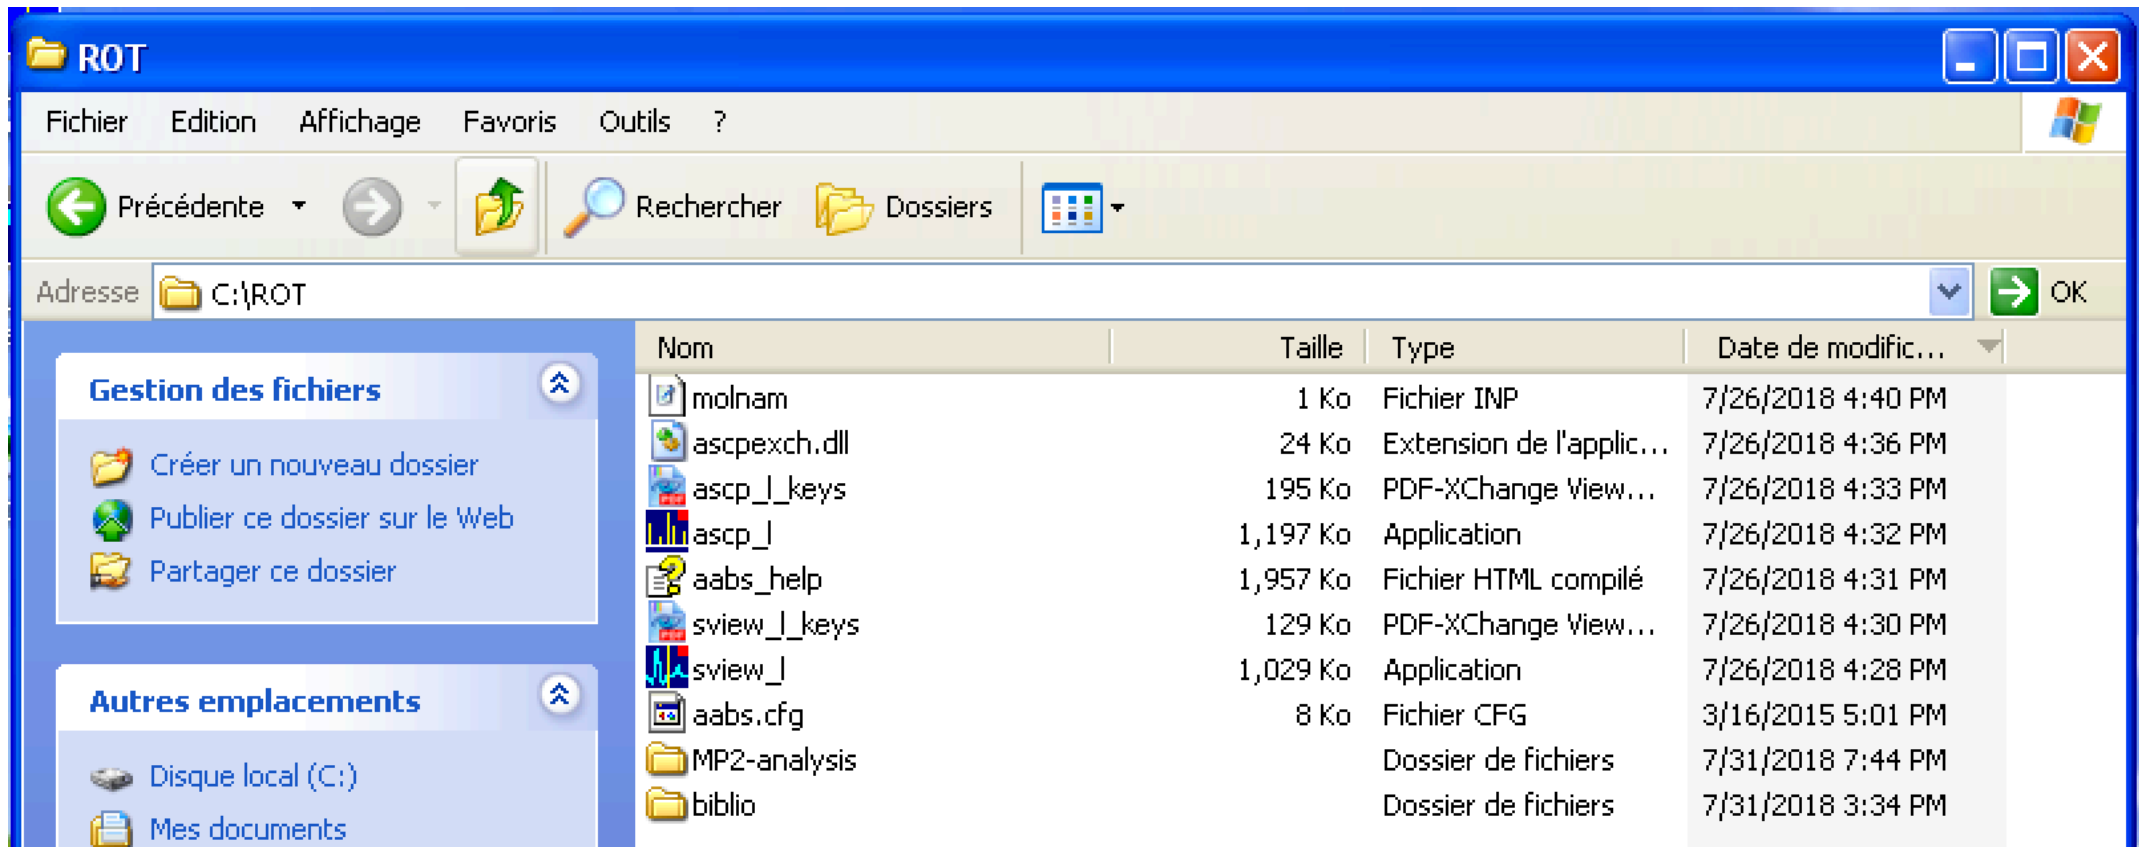 ROT
Fichier Edition Affichage Favoris Outils ?
Précédente Rechercher Dossiers
Adresse C:\ROT OK
Nom Taille Type Date de modific...
Gestion des fichiers
Créer un nouveau dossier
Publier ce dossier sur le Web
Partager ce dossier
Autres emplacements
Disque local (C:)
Mes documents
molnam 1 Ko Fichier INP 7/26/2018 4:40 PM
ascpexch.dll 24 Ko Extension de l'applic... 7/26/2018 4:36 PM
ascp_l_keys 195 Ko PDF-XChange View... 7/26/2018 4:33 PM
ascp_l 1,197 Ko Application 7/26/2018 4:32 PM
aabs_help 1,957 Ko Fichier HTML compilé 7/26/2018 4:31 PM
sview_l_keys 129 Ko PDF-XChange View... 7/26/2018 4:30 PM
sview_l 1,029 Ko Application 7/26/2018 4:28 PM
aabs.cfg 8 Ko Fichier CFG 3/16/2015 5:01 PM
MP2-analysis Dossier de fichiers 7/31/2018 7:44 PM
biblio Dossier de fichiers 7/31/2018 3:34 PM